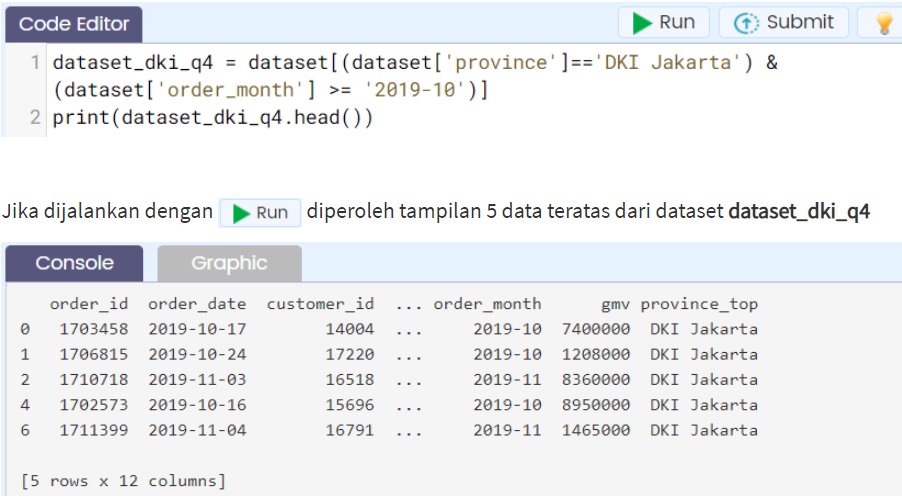 Code Editor
Run
Submit
1 dataset_dki_q4 = dataset[(dataset['province']=='DKI Jakarta') &
(dataset['order_month'] >= '2019-10')]
2 print(dataset_dki_q4.head())
Jika dijalankan dengan Run diperoleh tampilan 5 data teratas dari dataset dataset_dki_q4
Console
Graphic
order_id order_date customer_id ... order_month gmv province_top
0 1703458 2019-10-17 14004 ... 2019-10 7400000 DKI Jakarta
1 1706815 2019-10-24 17220 ... 2019-10 1208000 DKI Jakarta
2 1710718 2019-11-03 16518 ... 2019-11 8360000 DKI Jakarta
4 1702573 2019-10-16 15696 ... 2019-10 8950000 DKI Jakarta
6 1711399 2019-11-04 16791 ... 2019-11 1465000 DKI Jakarta
[5 rows x 12 columns]